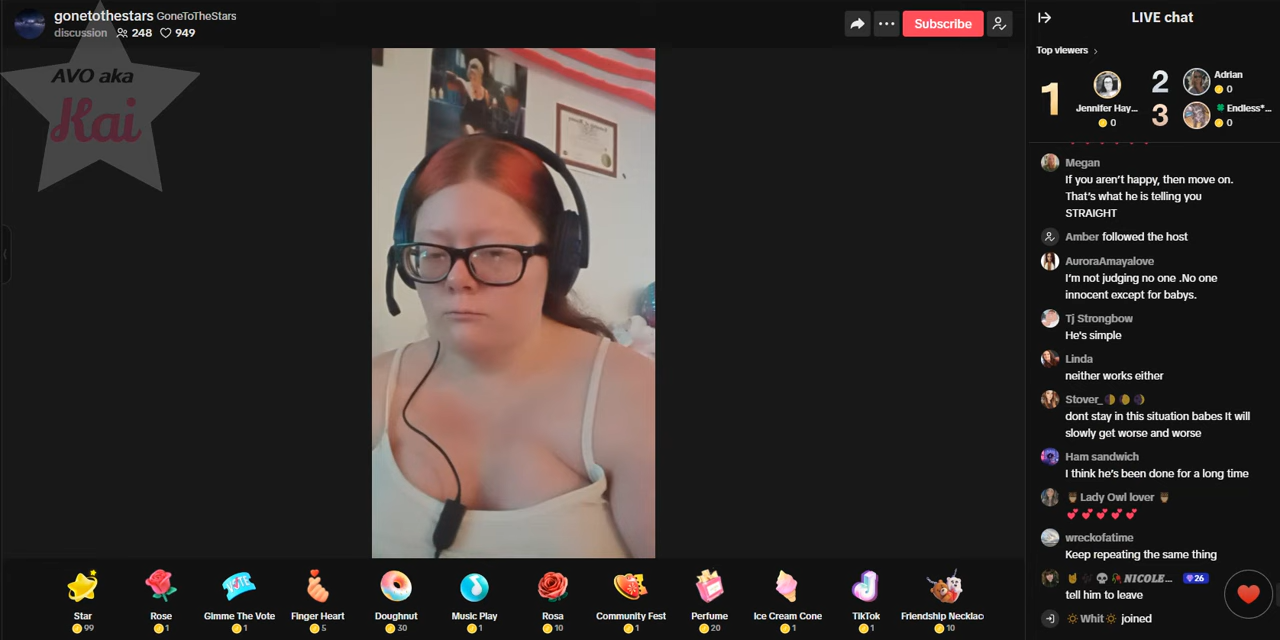 gonetothestars GoneToTheStars
discussion 248 949
Subscribe
AVO aka
Kai
LIVE chat
Top viewers
1
Jennifer Hay...
0
2
Adrian
0
3
Endless*...
0
Megan
If you aren't happy, then move on.
That's what he is telling you
STRAIGHT
Amber followed the host
AuroraAmayalove
I'm not judging no one .No one
innocent except for babys.
Tj Strongbow
He's simple
Linda
neither works either
Stover_
dont stay in this situation babes It will
slowly get worse and worse
Ham sandwich
I think he's been done for a long time
Lady Owl lover
wreckofatime
Keep repeating the same thing
NICOLE... 26
tell him to leave
Whit joined
Star
99
Rose
1
Gimme The Vote
1
Finger Heart
5
Doughnut
30
Music Play
1
Rosa
10
Community Fest
1
Perfume
20
Ice Cream Cone
1
TikTok
1
Friendship Necklac
10